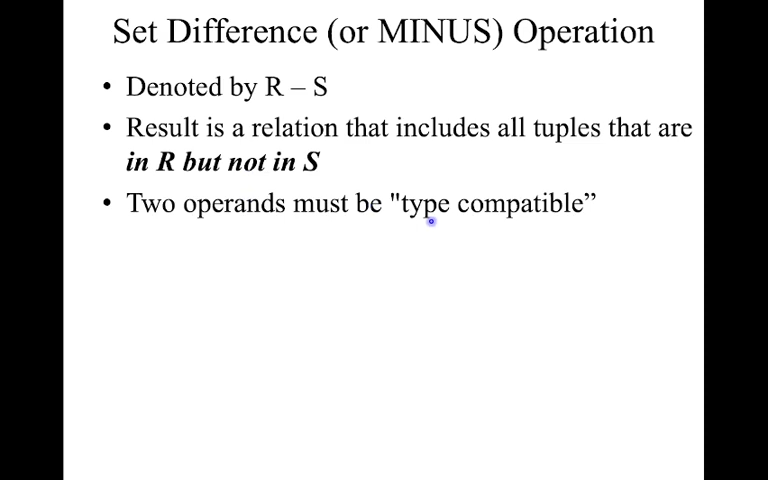 Set Difference (or MINUS) Operation
• Denoted by R – S
• Result is a relation that includes all tuples that are
in R but not in S
• Two operands must be "type compatible”